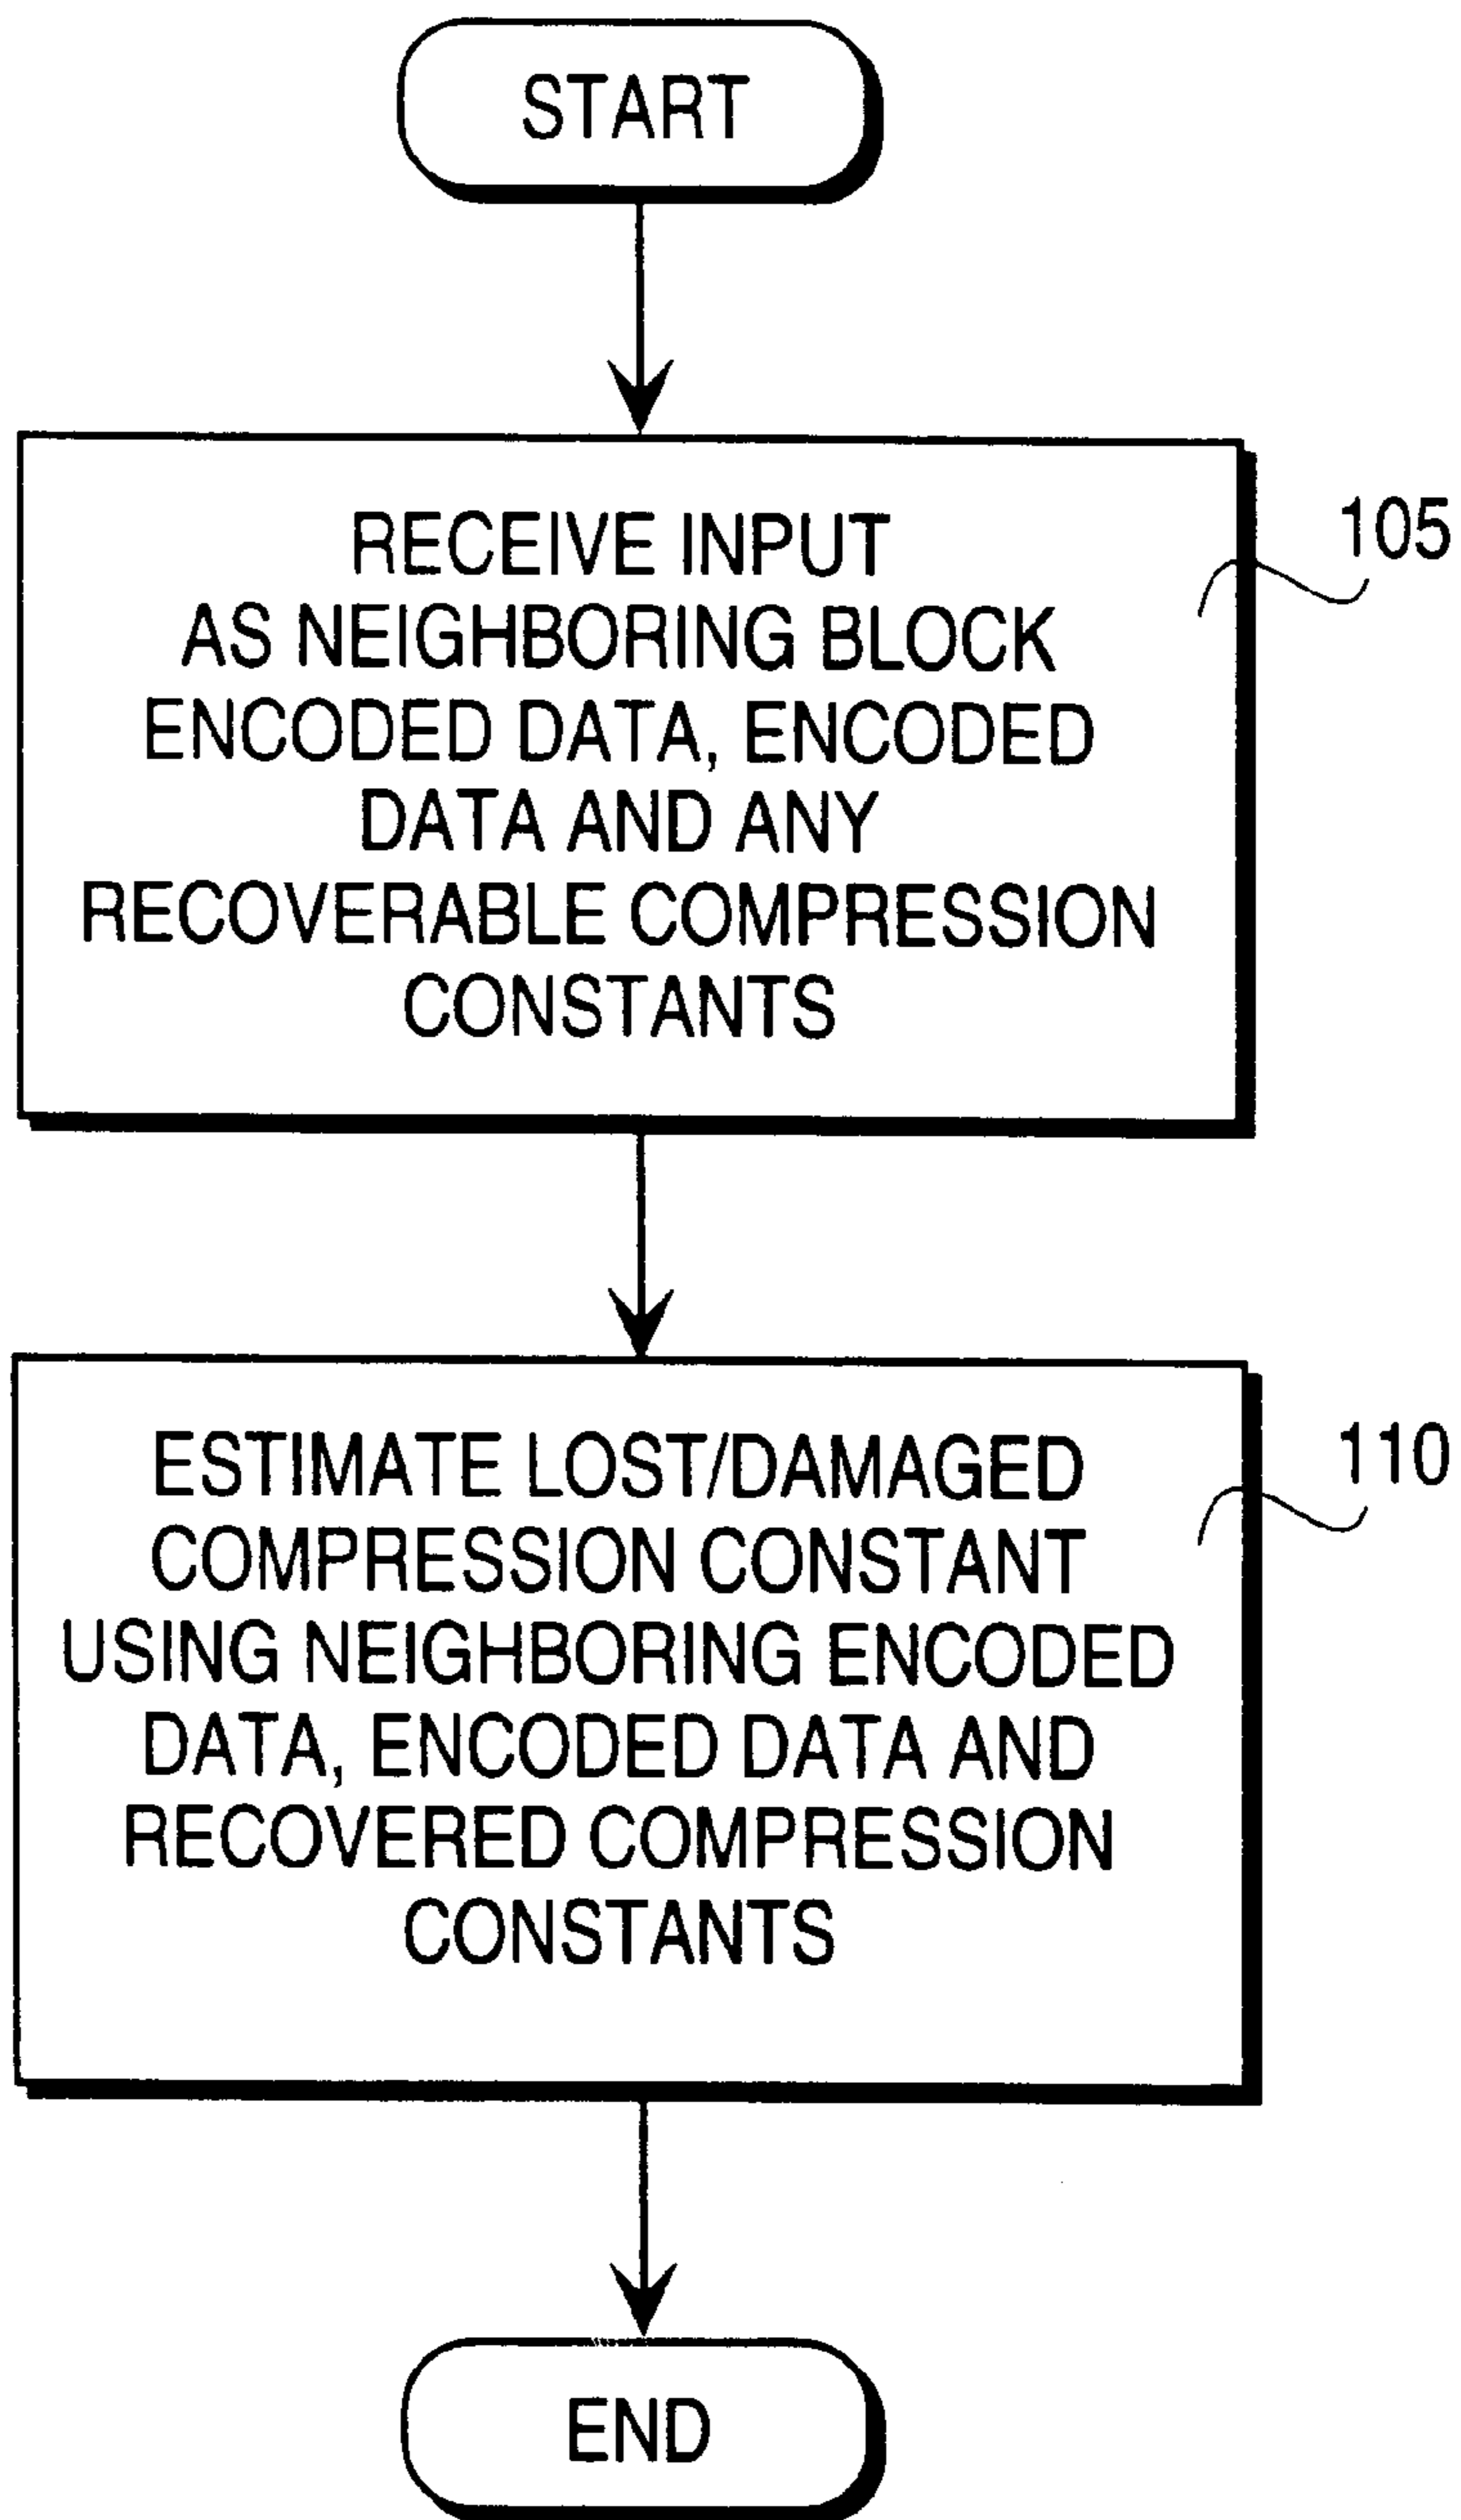 START
RECEIVE INPUT
AS NEIGHBORING BLOCK
ENCODED DATA, ENCODED
DATA AND ANY
RECOVERABLE COMPRESSION
CONSTANTS
105
ESTIMATE LOST/DAMAGED
COMPRESSION CONSTANT
USING NEIGHBORING ENCODED
DATA, ENCODED DATA AND
RECOVERED COMPRESSION
CONSTANTS
110
END